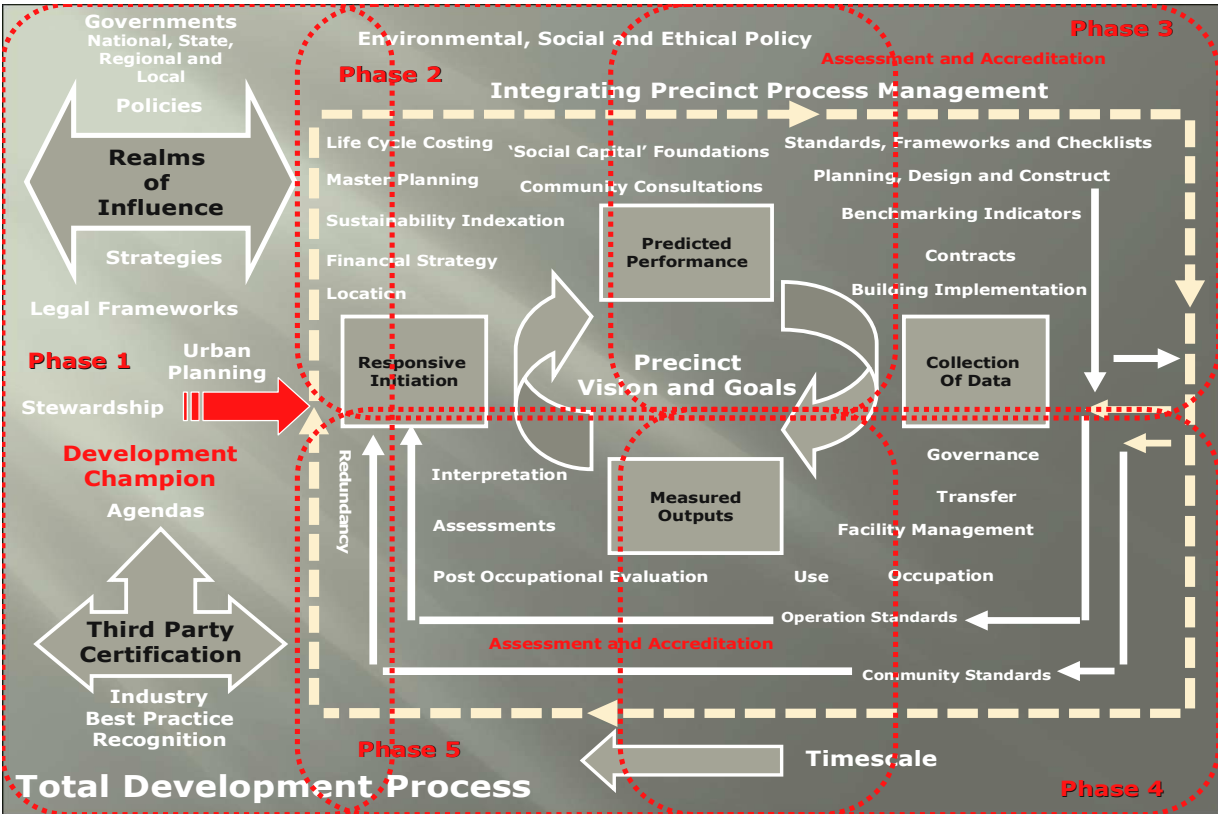 Governments
National, State,
Regional and
Local
Policies
Realms
of
Influence
Strategies
Legal Frameworks
Phase 1
Urban
Planning
Stewardship
Development
Champion
Agendas
Third Party
Certification
Industry
Best Practice
Recognition
Total Development Process
Environmental, Social and Ethical Policy
Phase 2
Phase 3
Assessment and Accreditation
Integrating Precinct Process Management
Life Cycle Costing
Master Planning
Sustainability Indexation
Financial Strategy
Location
‘Social Capital’ Foundations
Community Consultations
Standards, Frameworks and Checklists
Planning, Design and Construct
Benchmarking Indicators
Contracts
Building Implementation
Predicted
Performance
Responsive
Initiation
Precinct
Vision and Goals
Collection
Of Data
Measured
Outputs
Redundancy
Interpretation
Assessments
Post Occupational Evaluation
Use
Occupation
Governance
Transfer
Facility Management
Operation Standards
Assessment and Accreditation
Community Standards
Phase 5
Timescale
Phase 4